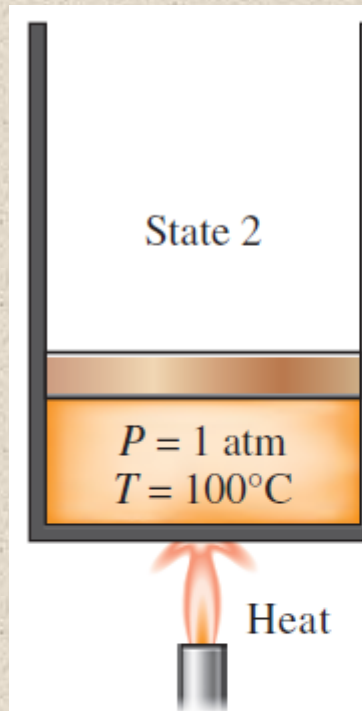 State 2
P = 1 atm
T = 100°C
Heat